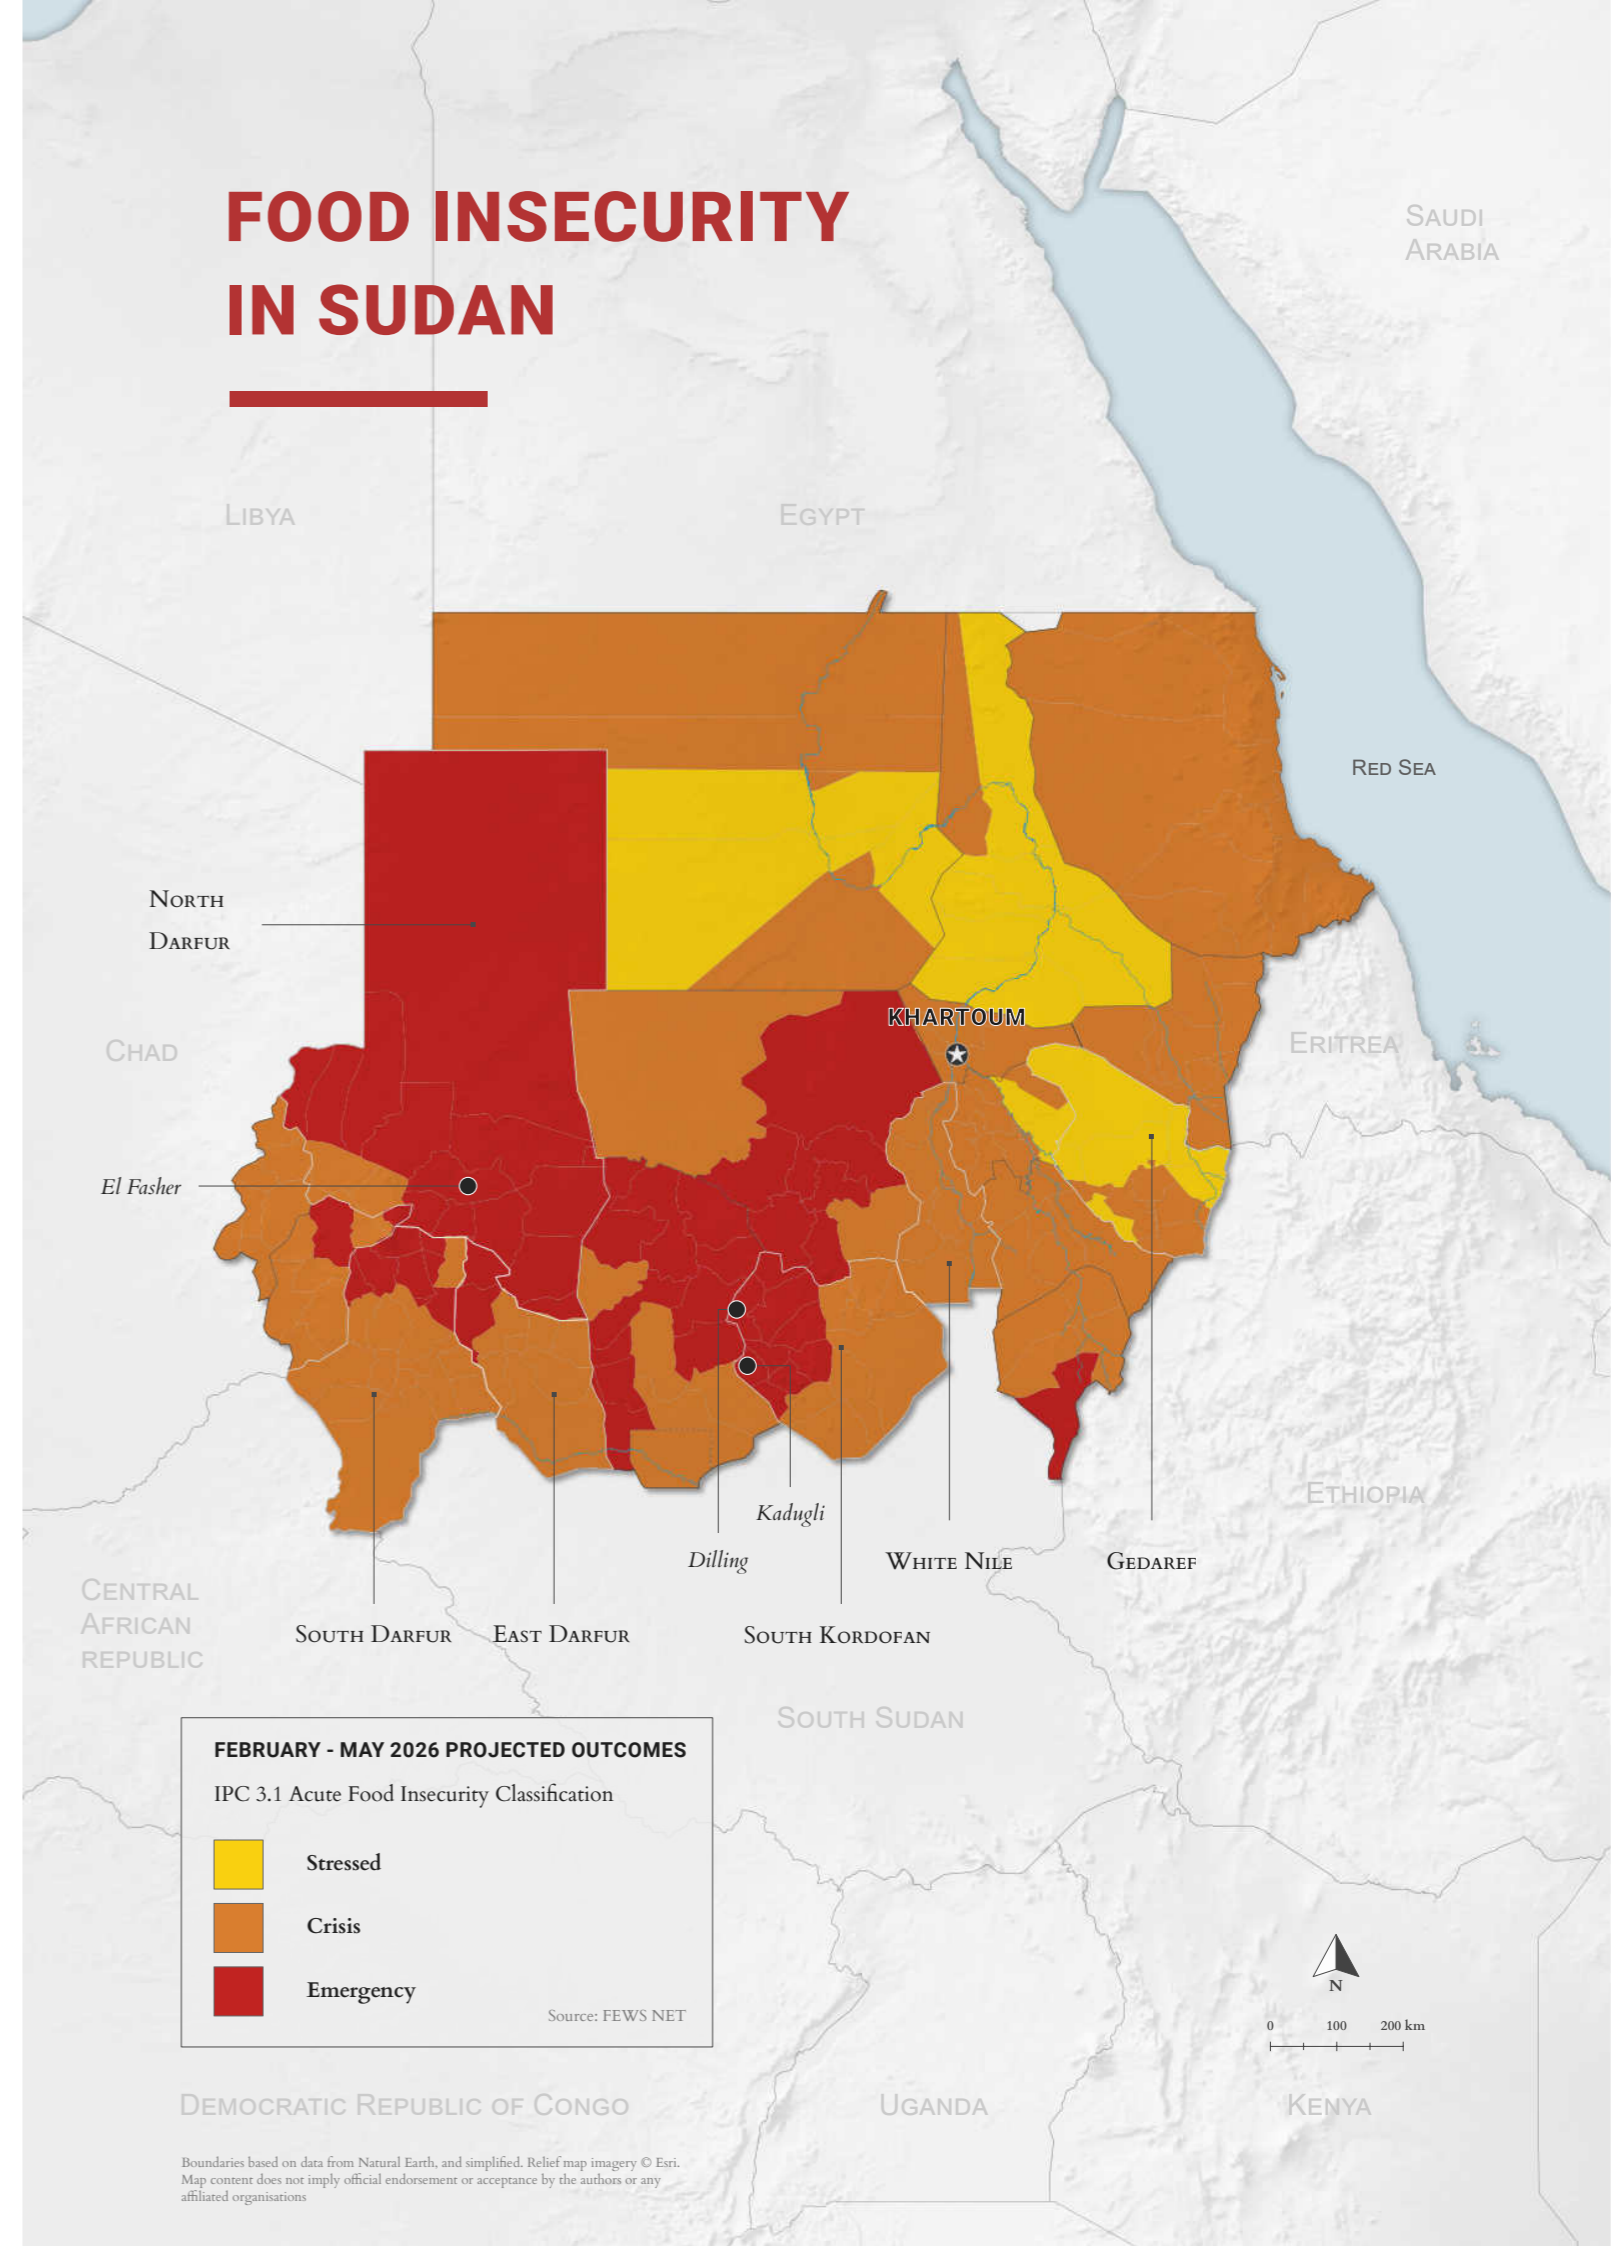 FOOD INSECURITY
IN SUDAN
SAUDI
ARABIA
LIBYA
EGYPT
RED SEA
NORTH
DARFUR
KHARTOUM
CHAD
ERITREA
El Fasher
ETHIOPIA
Kadugli
Dilling
WHITE NILE
GEDAREF
CENTRAL
AFRICAN
REPUBLIC
SOUTH DARFUR
EAST DARFUR
SOUTH KORDOFAN
SOUTH SUDAN
FEBRUARY - MAY 2026 PROJECTED OUTCOMES
IPC 3.1 Acute Food Insecurity Classification
Stressed
Crisis
Emergency
Source: FEWS NET
N
0 100 200 km
DEMOCRATIC REPUBLIC OF CONGO
UGANDA
KENYA
Boundaries based on data from Natural Earth, and simplified. Relief map imagery © Esri.
Map content does not imply official endorsement or acceptance by the authors or any
affiliated organisations